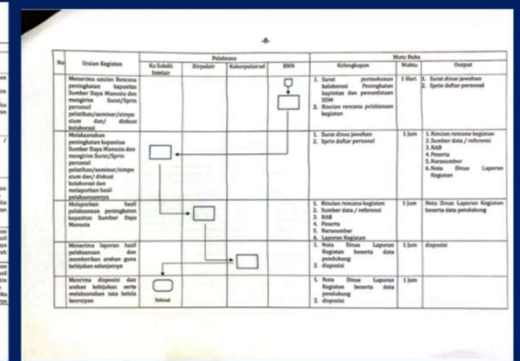 -8-
No
Uraian Kegiatan
Pelaksana
Mutu Baku
Ka Subdit
Dirpolair
Kakorpolairud
BNN
Kelengkapan
Waktu
Output
Menerima usulan Rencana
peningkatan kapasitas
Sumber Daya Manusia dan
mengirim Surat/Sprin
personel
pelatihan/seminar/simpo
sium dan/ diskusi
kolaborasi
1. Surat permohonan
kolaborasi Peningkatan
kapasitas dan pemanfaatan
SDM
2. Rincian rencana pelaksanaan
kegiatan
1 Hari
1. Surat dinas jawaban
2. Sprin daftar personel
Melaksanakan
peningkatan kapasitas
Sumber Daya Manusia dan
mengirim Surat/Sprin
personel
pelatihan/seminar/simpo
sium dan/ diskusi
kolaborasi dan
melaporkan hasil
pelaksanaannya
1. Surat dinas jawaban
2. Sprin daftar personel
1 Jam
1. Rincian rencana kegiatan
2. Sumber data / referensi
3. RAB
4. Peserta
5. Narasumber
6. Nota Dinas Laporan
Kegiatan
Melaporkan hasil
pelaksanaan peningkatan
kapasitas Sumber Daya
Manusia
1. Rincian rencana kegiatan
2. Sumber data / referensi
3. RAB
4. Peserta
5. Narasumber
6. Laporan Kegiatan
1 Jam
Nota Dinas Laporan Kegiatan
beserta data pendukung
Menerima laporan hasil
pelaksanaan dan
memberikan arahan guna
kebijakan selanjutnya
1. Nota Dinas Laporan
Kegiatan beserta data
pendukung
2. disposisi
1 Jam
disposisi
Menerima disposisi dan
arahan kebijakan serta
melaksanakan tata kelola
kearsipan
Selesai
1. Nota Dinas Laporan
Kegiatan beserta data
pendukung
2. disposisi
1 Jam